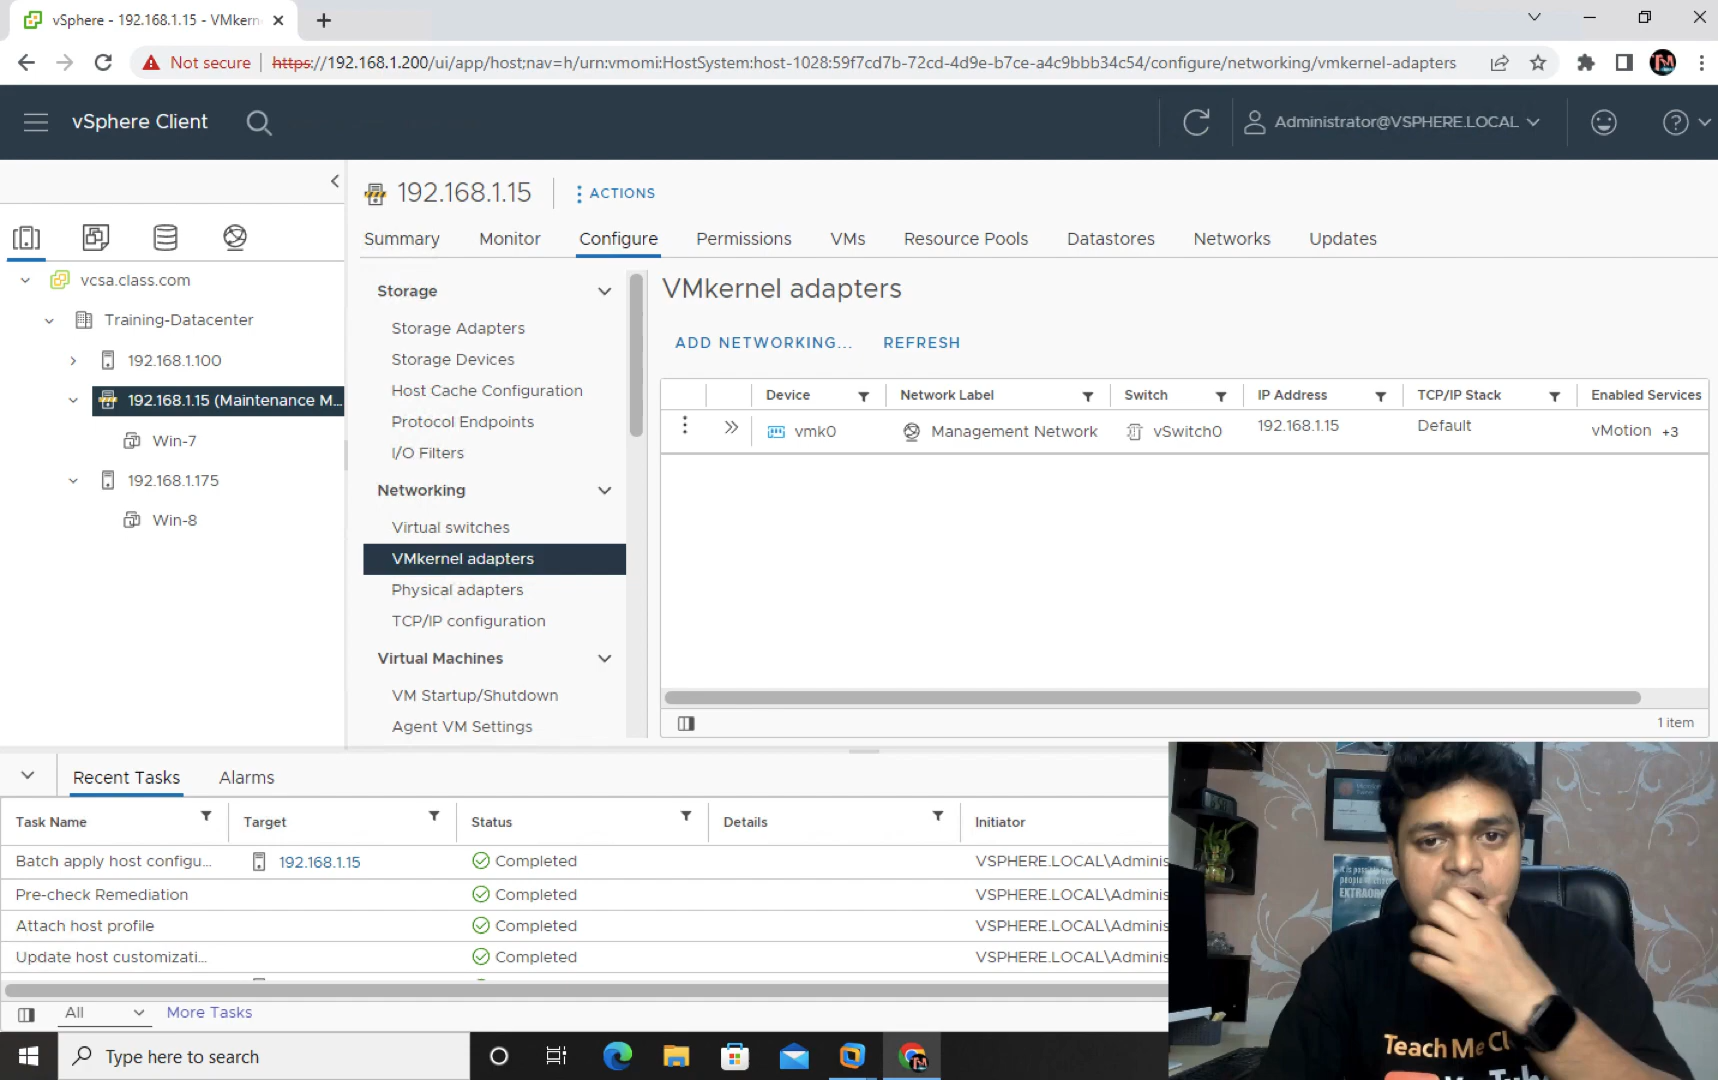 vSphere - 192.168.1.15 - VMkern
Not secure
https://192.168.1.200/ui/app/host;nav=h/urn:vmomi:HostSystem:host-1028:59f7cd7b-72cd-4d9e-b7ce-a4c9bbb34c54/configure/networking/vmkernel-adapters
vSphere Client
Administrator@VSPHERE.LOCAL
192.168.1.15
ACTIONS
Summary Monitor Configure Permissions VMs Resource Pools Datastores Networks Updates
vcsa.class.com
Training-Datacenter
192.168.1.100
192.168.1.15 (Maintenance M...
Win-7
192.168.1.175
Win-8
Storage
Storage Adapters
Storage Devices
Host Cache Configuration
Protocol Endpoints
I/O Filters
Networking
Virtual switches
VMkernel adapters
Physical adapters
TCP/IP configuration
Virtual Machines
VM Startup/Shutdown
Agent VM Settings
VMkernel adapters
ADD NETWORKING... REFRESH
Device Network Label Switch IP Address TCP/IP Stack Enabled Services
vmk0 Management Network vSwitch0 192.168.1.15 Default vMotion +3
1 item
Recent Tasks Alarms
Task Name Target Status Details Initiator
Batch apply host configu... 192.168.1.15 Completed VSPHERE.LOCAL\Adminis
Pre-check Remediation Completed VSPHERE.LOCAL\Adminis
Attach host profile Completed VSPHERE.LOCAL\Adminis
Update host customizati... Completed VSPHERE.LOCAL\Adminis
All More Tasks
EXTRAOR
Teach Me Cl
YouTub
Type here to search